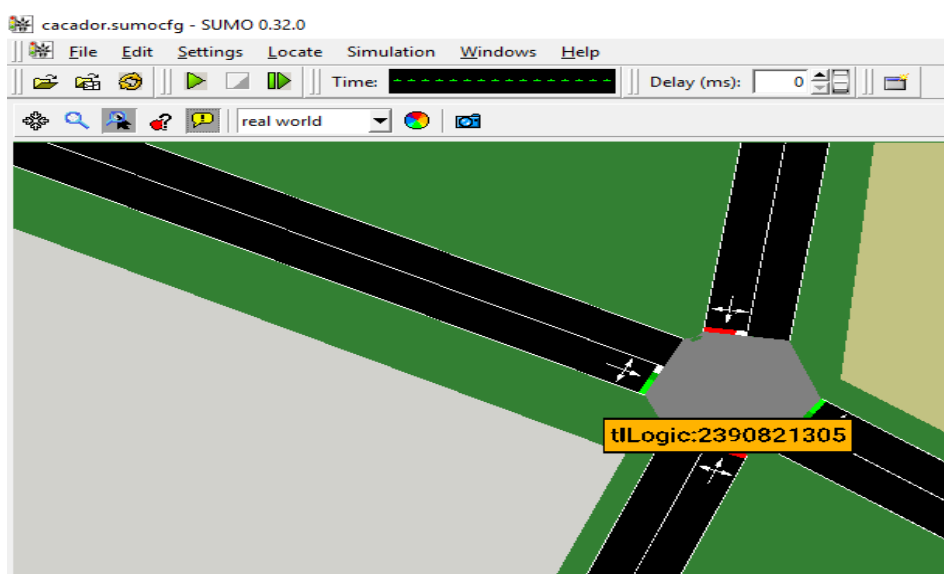 cacador.sumocfg - SUMO 0.32.0
File Edit Settings Locate Simulation Windows Help
Time: Delay (ms): 0
real world
tlLogic:2390821305